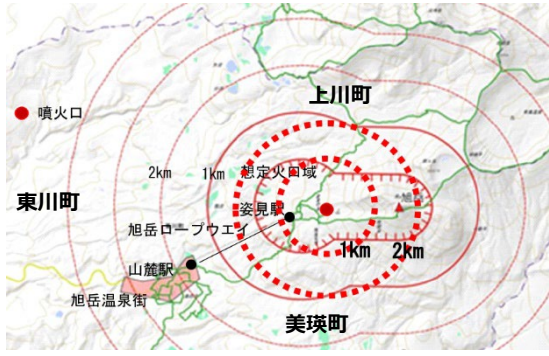 上川町
噴火口
2km
1km
想定火口域
東川町
姿見駅
旭岳
旭岳ロープウエイ
1km
2km
山麓駅
旭岳温泉街
美瑛町